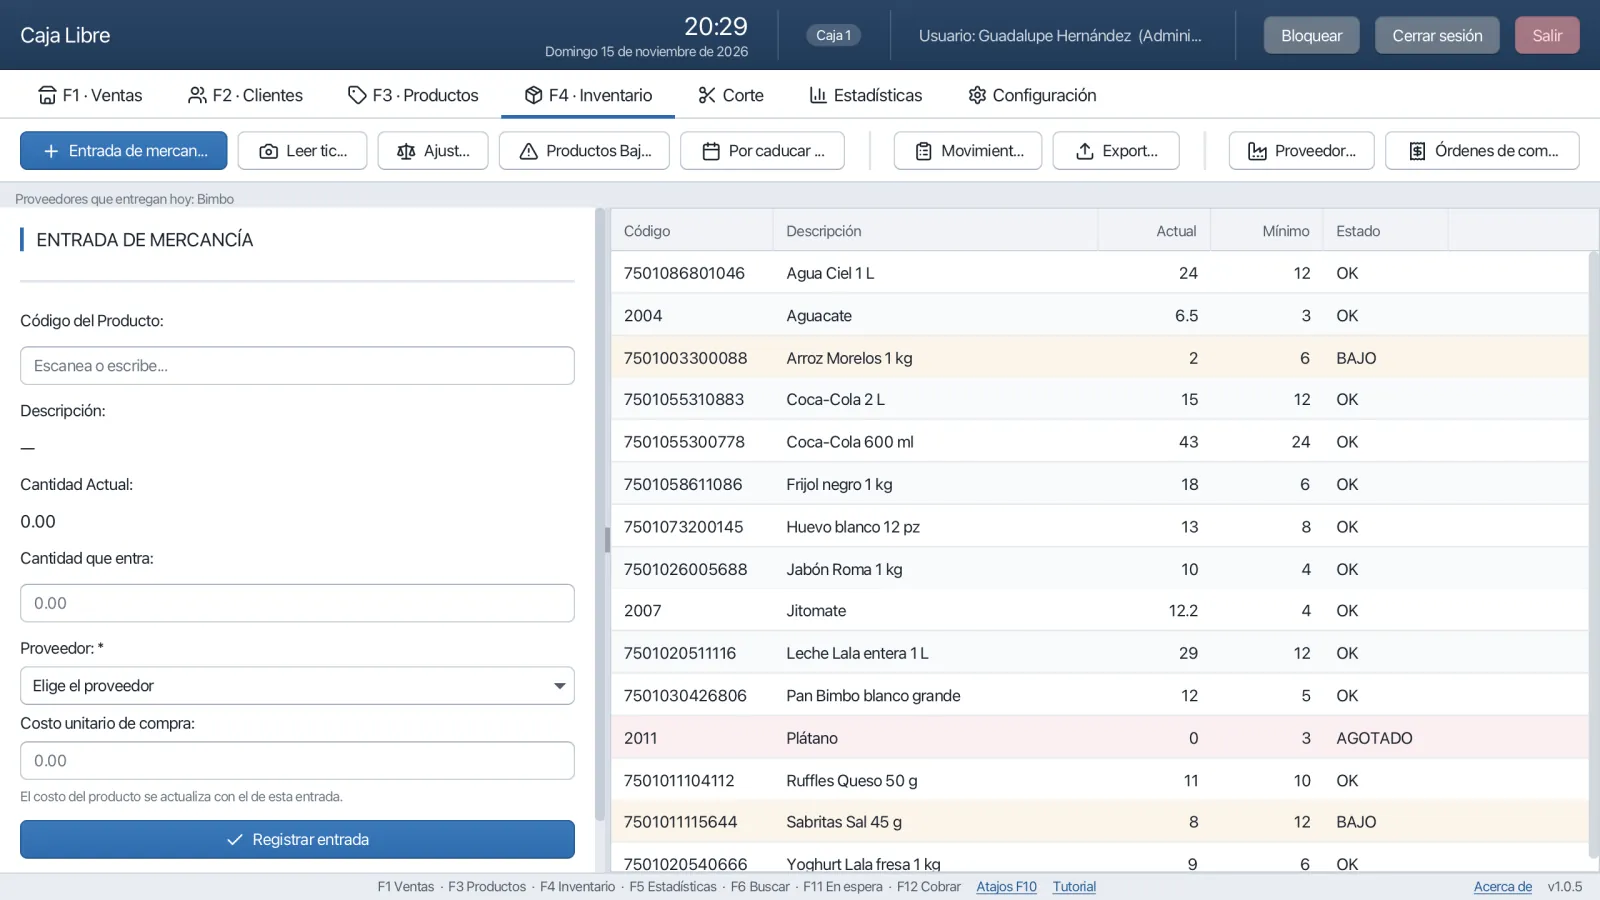 Caja Libre
20:29
Domingo 15 de noviembre de 2026
Caja 1
Usuario: Guadalupe Hernández (Admini...
Bloquear
Cerrar sesión
Salir
F1 · Ventas
F2 · Clientes
F3 · Productos
F4 · Inventario
Corte
Estadísticas
Configuración
+ Entrada de mercan...
Leer tic...
Ajust...
Productos Baj...
Por caducar ...
Movimient...
Export...
Proveedor...
Órdenes de com...
Proveedores que entregan hoy: Bimbo
ENTRADA DE MERCANCÍA
Código del Producto:
Escanea o escribe...
Descripción:
—
Cantidad Actual:
0.00
Cantidad que entra:
0.00
Proveedor: *
Elige el proveedor
Costo unitario de compra:
0.00
El costo del producto se actualiza con el de esta entrada.
Registrar entrada
Código Descripción Actual Mínimo Estado
7501086801046 Agua Ciel 1 L 24 12 OK
2004 Aguacate 6.5 3 OK
7501003300088 Arroz Morelos 1 kg 2 6 BAJO
7501055310883 Coca-Cola 2 L 15 12 OK
7501055300778 Coca-Cola 600 ml 43 24 OK
7501058611086 Frijol negro 1 kg 18 6 OK
7501073200145 Huevo blanco 12 pz 13 8 OK
7501026005688 Jabón Roma 1 kg 10 4 OK
2007 Jitomate 12.2 4 OK
7501020511116 Leche Lala entera 1 L 29 12 OK
7501030426806 Pan Bimbo blanco grande 12 5 OK
2011 Plátano 0 3 AGOTADO
7501011104112 Ruffles Queso 50 g 11 10 OK
7501011115644 Sabritas Sal 45 g 8 12 BAJO
7501020540666 Yoghurt Lala fresa 1 kg 9 6 OK
F1 Ventas · F3 Productos · F4 Inventario · F5 Estadísticas · F6 Buscar · F11 En espera · F12 Cobrar Atajos F10 Tutorial
Acerca de v1.0.5